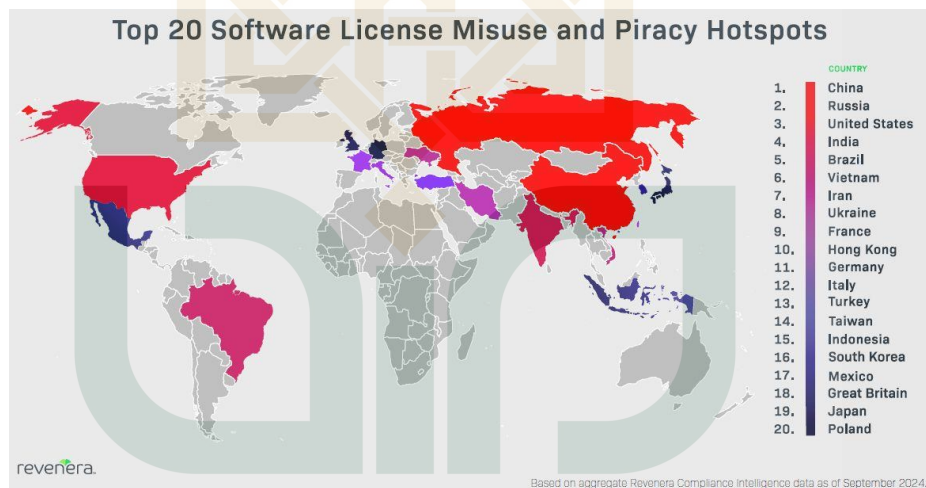 Top 20 Software License Misuse and Piracy Hotspots
COUNTRY
1. China
2. Russia
3. United States
4. India
5. Brazil
6. Vietnam
7. Iran
8. Ukraine
9. France
10. Hong Kong
11. Germany
12. Italy
13. Turkey
14. Taiwan
15. Indonesia
16. South Korea
17. Mexico
18. Great Britain
19. Japan
20. Poland
revenera.
Based on aggregate Revenera Compliance Intelligence data as of September 2024.